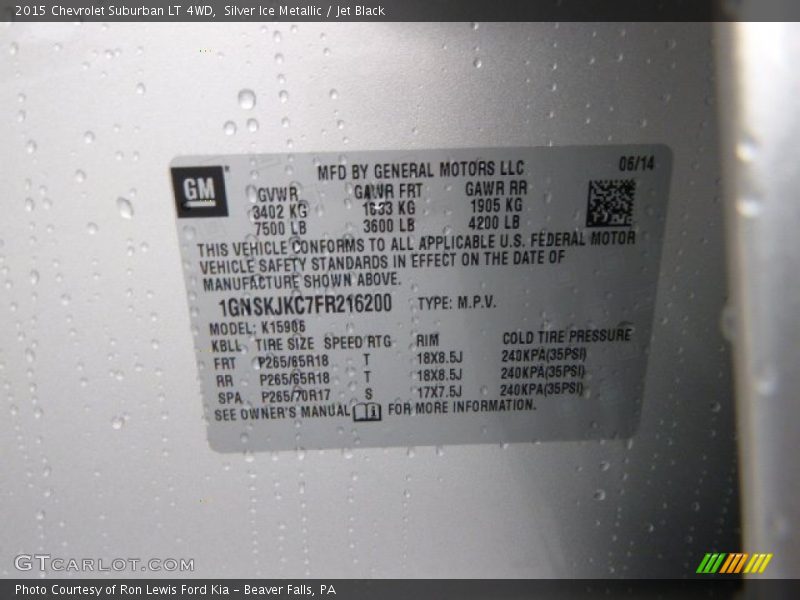 2015 Chevrolet Suburban LT 4WD, Silver Ice Metallic / Jet Black
06/14
MFD BY GENERAL MOTORS LLC
GM
GVWR GAWR FRT GAWR RR
3402 KG 1633 KG 1905 KG
7500 LB 3600 LB 4200 LB
THIS VEHICLE CONFORMS TO ALL APPLICABLE U.S. FEDERAL MOTOR
VEHICLE SAFETY STANDARDS IN EFFECT ON THE DATE OF
MANUFACTURE SHOWN ABOVE.
1GNSKJKC7FR216200 TYPE: M.P.V.
MODEL: K15906
KBLL TIRE SIZE SPEED RTG RIM COLD TIRE PRESSURE
FRT P265/65R18 T 18X8.5J 240KPA(35PSI)
RR P265/65R18 T 18X8.5J 240KPA(35PSI)
SPA P265/70R17 S 17X7.5J 240KPA(35PSI)
SEE OWNER'S MANUAL FOR MORE INFORMATION.
GTCARLOT.COM
Photo Courtesy of Ron Lewis Ford Kia - Beaver Falls, PA